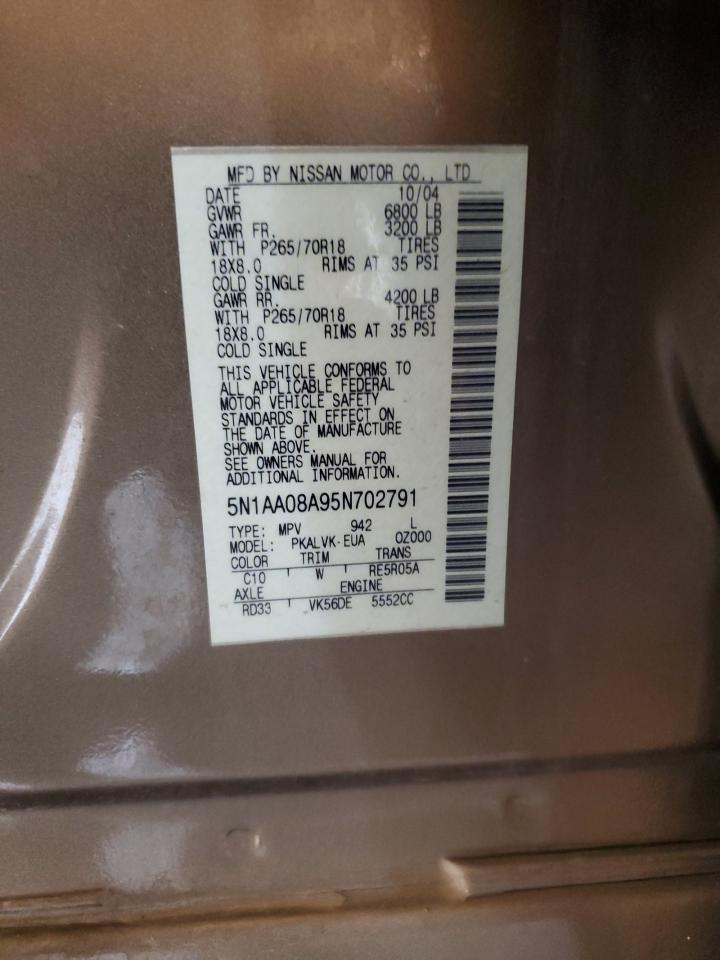 MFD BY NISSAN MOTOR CO., LTD
DATE 10/04
GVWR 6800 LB
GAWR FR. 3200 LB
WITH P265/70R18 TIRES
18X8.0 RIMS AT 35 PSI
COLD SINGLE
GAWR RR. 4200 LB
WITH P265/70R18 TIRES
18X8.0 RIMS AT 35 PSI
COLD SINGLE
THIS VEHICLE CONFORMS TO
ALL APPLICABLE FEDERAL
MOTOR VEHICLE SAFETY
STANDARDS IN EFFECT ON
THE DATE OF MANUFACTURE
SHOWN ABOVE.
SEE OWNERS MANUAL FOR
ADDITIONAL INFORMATION.
5N1AA08A95N702791
TYPE: MPV 942 L
MODEL: PKALVK-EUA 0Z000
COLOR TRIM TRANS
C10 W RE5R05A
AXLE ENGINE
RD33 VK56DE 5552CC